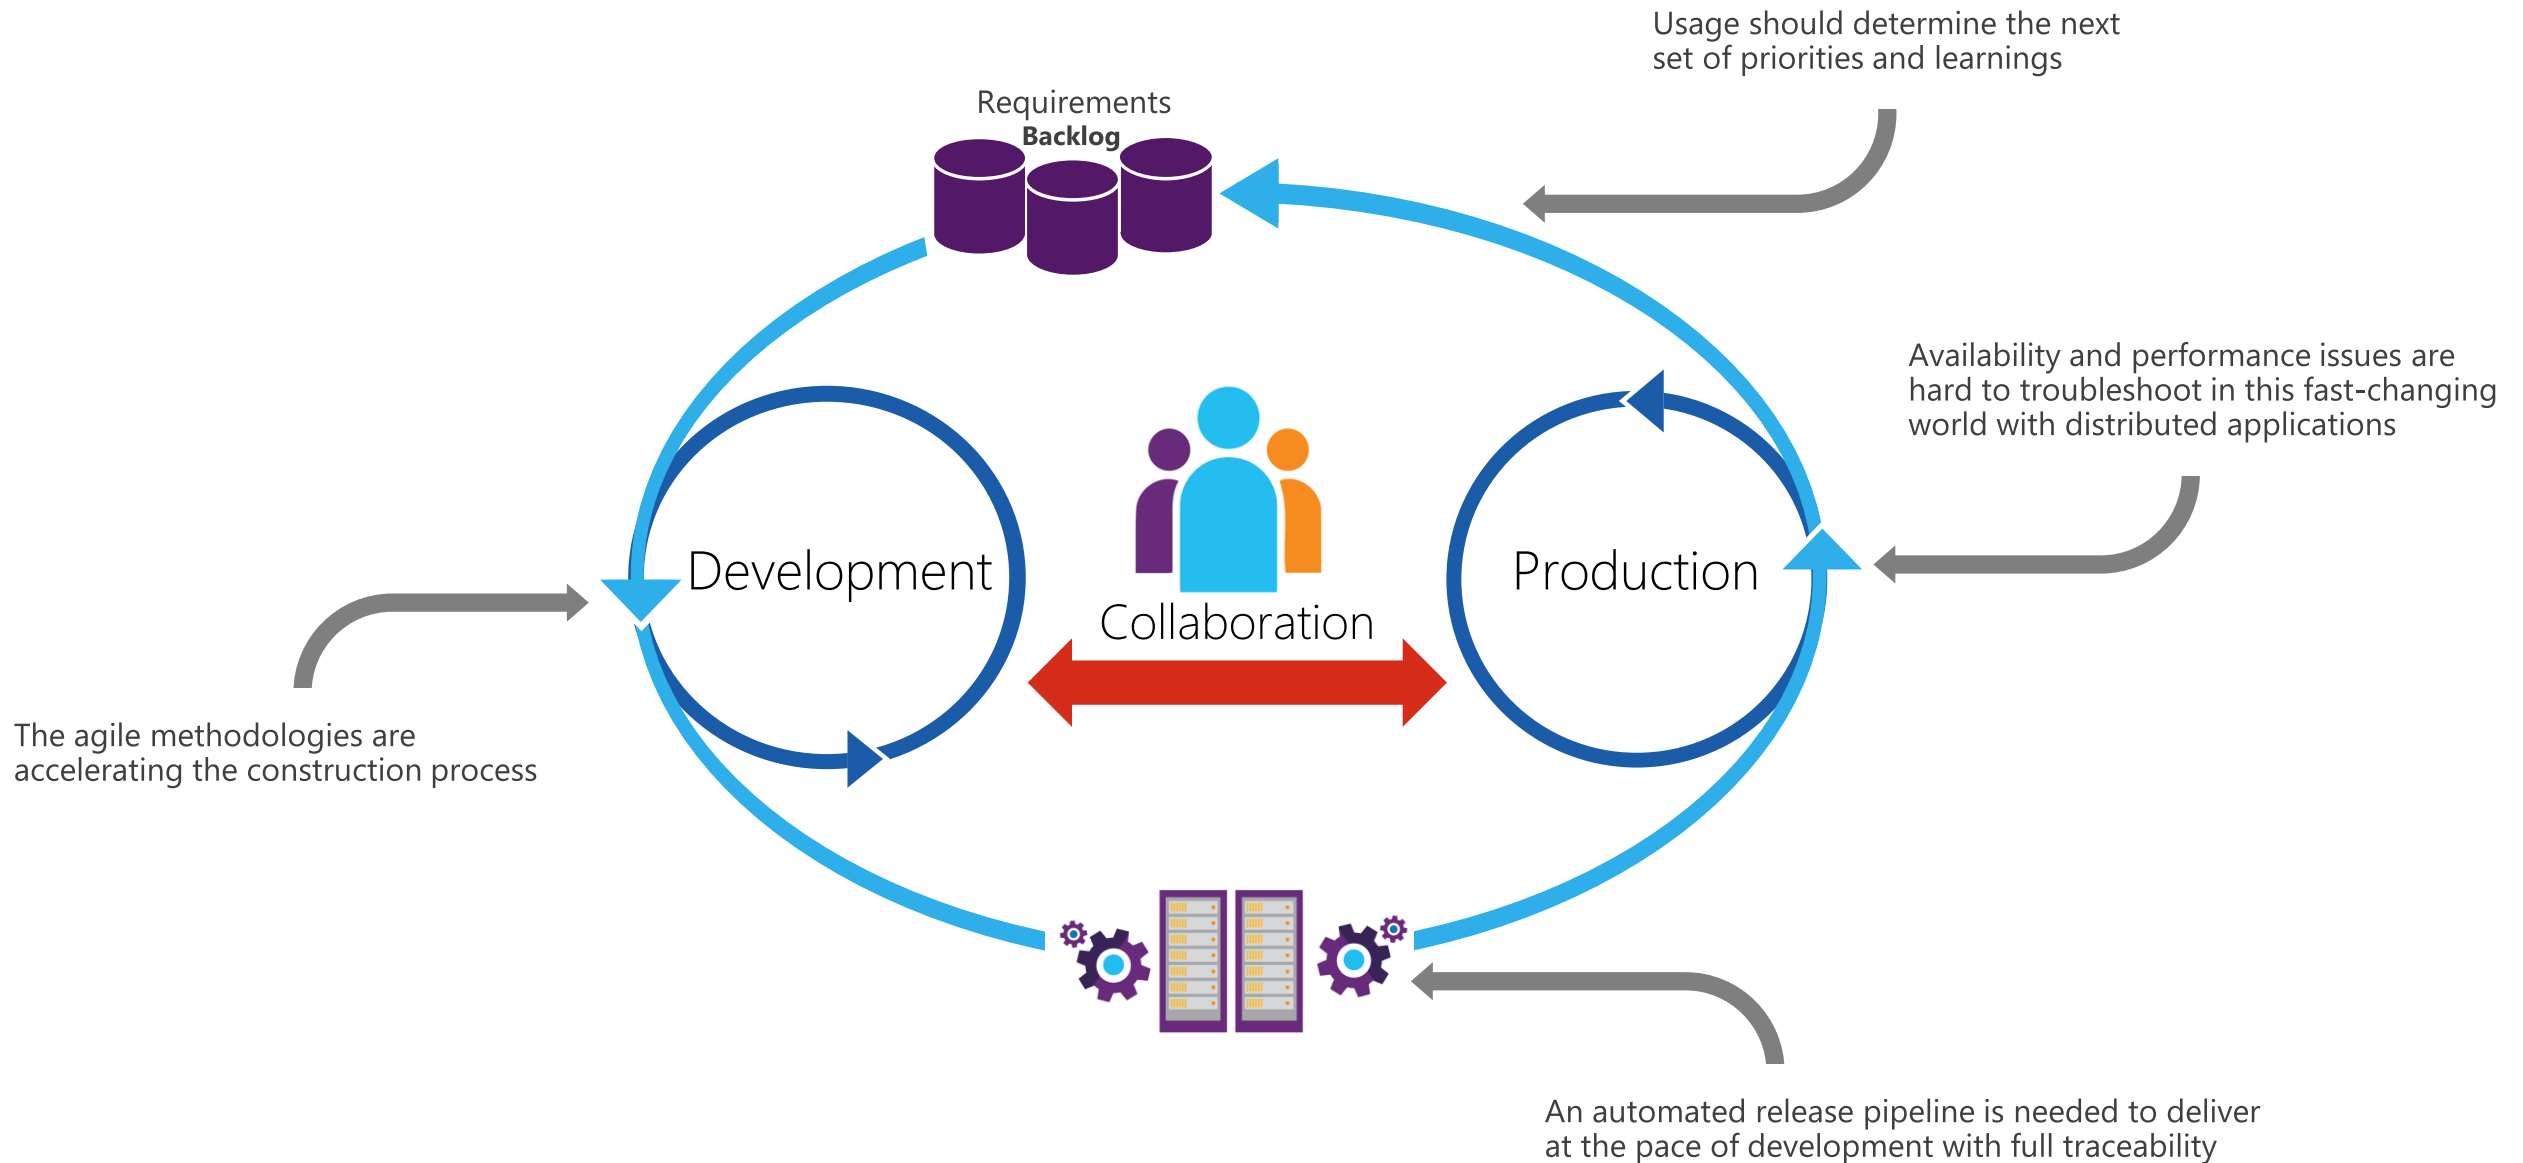 Usage should determine the next
set of priorities and learnings
Requirements
Backlog
Availability and performance issues are
hard to troubleshoot in this fast-changing
world with distributed applications
Development
Production
Collaboration
The agile methodologies are
accelerating the construction process
An automated release pipeline is needed to deliver
at the pace of development with full traceability